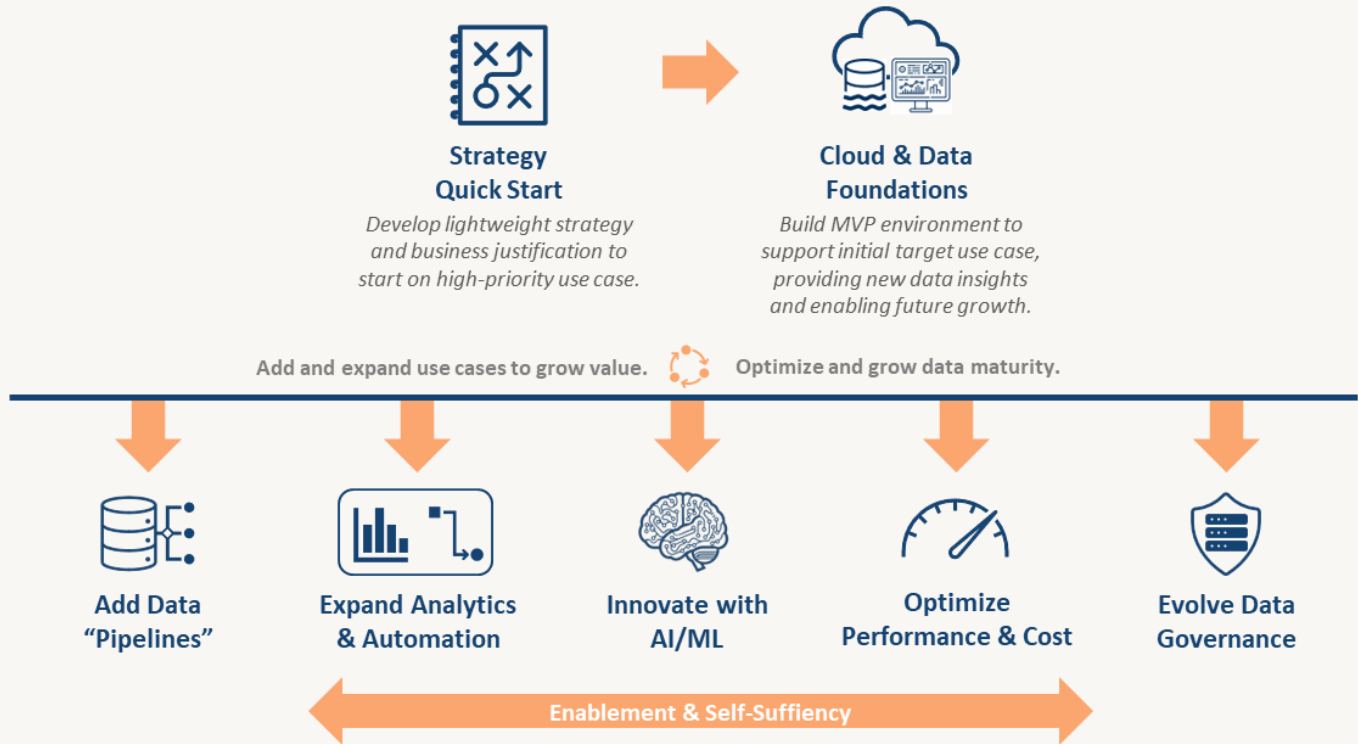 Strategy
Quick Start
Develop lightweight strategy
and business justification to
start on high-priority use case.
Cloud & Data
Foundations
Build MVP environment to
support initial target use case,
providing new data insights
and enabling future growth.
Add and expand use cases to grow value.
Optimize and grow data maturity.
Add Data
“Pipelines”
Expand Analytics
& Automation
Innovate with
AI/ML
Optimize
Performance & Cost
Evolve Data
Governance
Enablement & Self-Suffiency